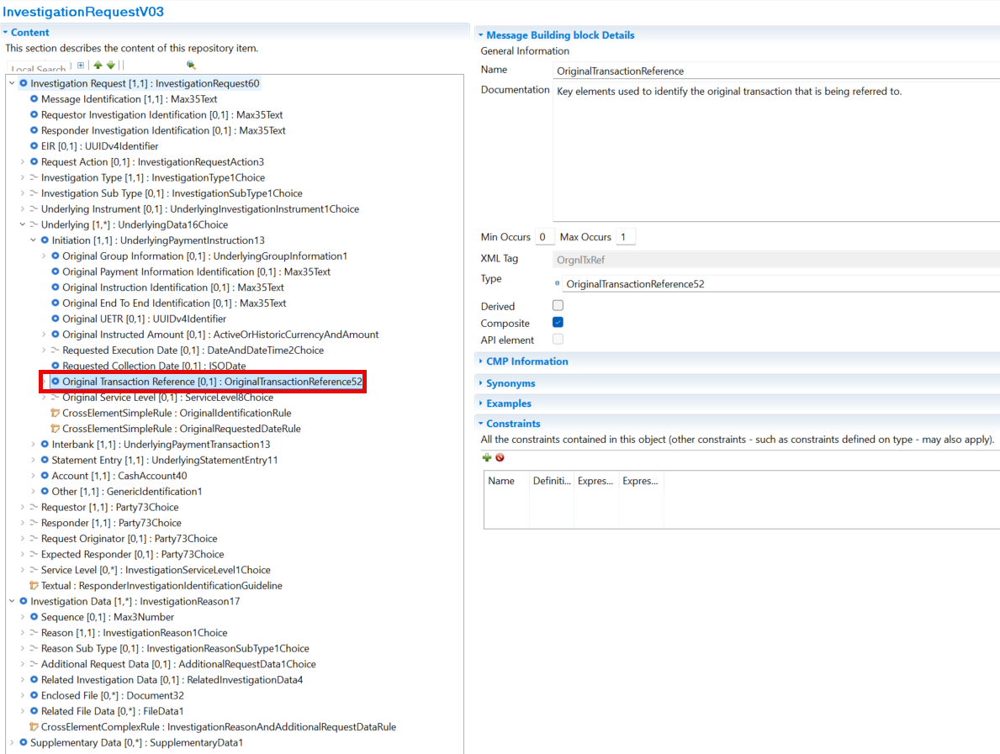 InvestigationRequestV03
Content
This section describes the content of this repository item.
Local Search
Investigation Request [1,1] : InvestigationRequest60
Message Identification [1,1] : Max35Text
Requestor Investigation Identification [0,1] : Max35Text
Responder Investigation Identification [0,1] : Max35Text
EIR [0,1] : UUIDv4Identifier
Request Action [0,1] : InvestigationRequestAction3
Investigation Type [1,1] : InvestigationType1Choice
Investigation Sub Type [0,1] : InvestigationSubType1Choice
Underlying Instrument [0,1] : UnderlyingInvestigationInstrument1Choice
Underlying [1,*] : UnderlyingData16Choice
Initiation [1,1] : UnderlyingPaymentInstruction13
Original Group Information [0,1] : UnderlyingGroupInformation1
Original Payment Information Identification [0,1] : Max35Text
Original Instruction Identification [0,1] : Max35Text
Original End To End Identification [0,1] : Max35Text
Original UETR [0,1] : UUIDv4Identifier
Original Instructed Amount [0,1] : ActiveOrHistoricCurrencyAndAmount
Requested Execution Date [0,1] : DateAndDateTime2Choice
Requested Collection Date [0,1] : ISODate
Original Transaction Reference [0,1] : OriginalTransactionReference52
Original Service Level [0,1] : ServiceLevel8Choice
CrossElementSimpleRule : OriginalIdentificationRule
CrossElementSimpleRule : OriginalRequestedDateRule
Interbank [1,1] : UnderlyingPaymentTransaction13
Statement Entry [1,1] : UnderlyingStatementEntry11
Account [1,1] : CashAccount40
Other [1,1] : GenericIdentification1
Requestor [1,1] : Party73Choice
Responder [1,1] : Party73Choice
Request Originator [0,1] : Party73Choice
Expected Responder [0,1] : Party73Choice
Service Level [0,*] : InvestigationServiceLevel1Choice
Textual : ResponderInvestigationIdentificationGuideline
Investigation Data [1,*] : InvestigationReason17
Sequence [0,1] : Max3Number
Reason [1,1] : InvestigationReason1Choice
Reason Sub Type [0,1] : InvestigationReasonSubType1Choice
Additional Request Data [0,1] : AdditionalRequestData1Choice
Related Investigation Data [0,1] : RelatedInvestigationData4
Enclosed File [0,*] : Document32
Related File Data [0,*] : FileData1
CrossElementComplexRule : InvestigationReasonAndAdditionalRequestDataRule
Supplementary Data [0,*] : SupplementaryData1
Message Building block Details
General Information
Name OriginalTransactionReference
Documentation Key elements used to identify the original transaction that is being referred to.
Min Occurs 0 Max Occurs 1
XML Tag OrgnlTxRef
Type OriginalTransactionReference52
Derived
Composite
API element
CMP Information
Synonyms
Examples
Constraints
All the constraints contained in this object (other constraints - such as constraints defined on type - may also apply).
Name Definiti... Expres... Expres...